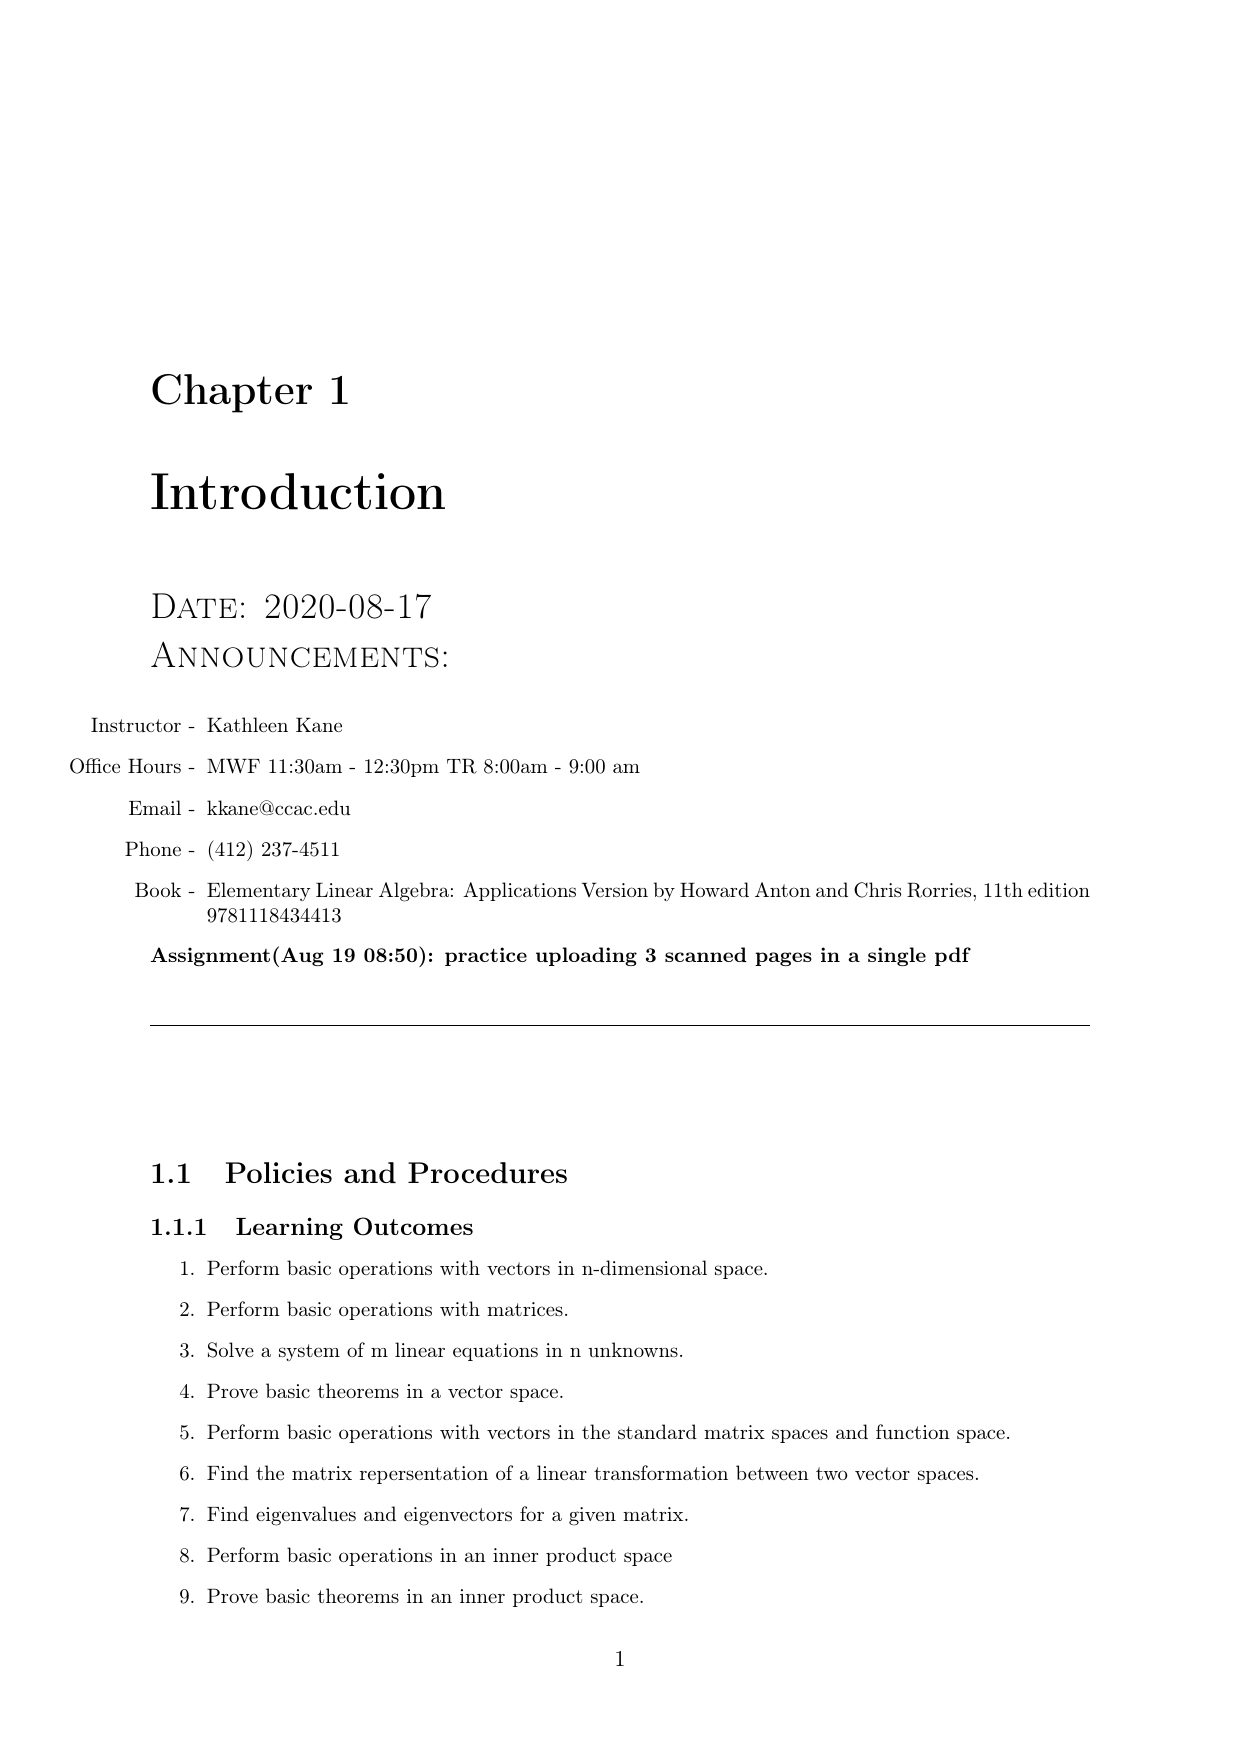 Chapter 1
Introduction
Date: 2020-08-17
Announcements:
Instructor - Kathleen Kane
Office Hours - MWF 11:30am - 12:30pm TR 8:00am - 9:00 am
Email - kkane@ccac.edu
Phone - (412) 237-4511
Book - Elementary Linear Algebra: Applications Version by Howard Anton and Chris Rorries, 11th edition
9781118434413
Assignment(Aug 19 08:50): practice uploading 3 scanned pages in a single pdf
1.1 Policies and Procedures
1.1.1 Learning Outcomes
1. Perform basic operations with vectors in n-dimensional space.
2. Perform basic operations with matrices.
3. Solve a system of m linear equations in n unknowns.
4. Prove basic theorems in a vector space.
5. Perform basic operations with vectors in the standard matrix spaces and function space.
6. Find the matrix repersentation of a linear transformation between two vector spaces.
7. Find eigenvalues and eigenvectors for a given matrix.
8. Perform basic operations in an inner product space
9. Prove basic theorems in an inner product space.
1